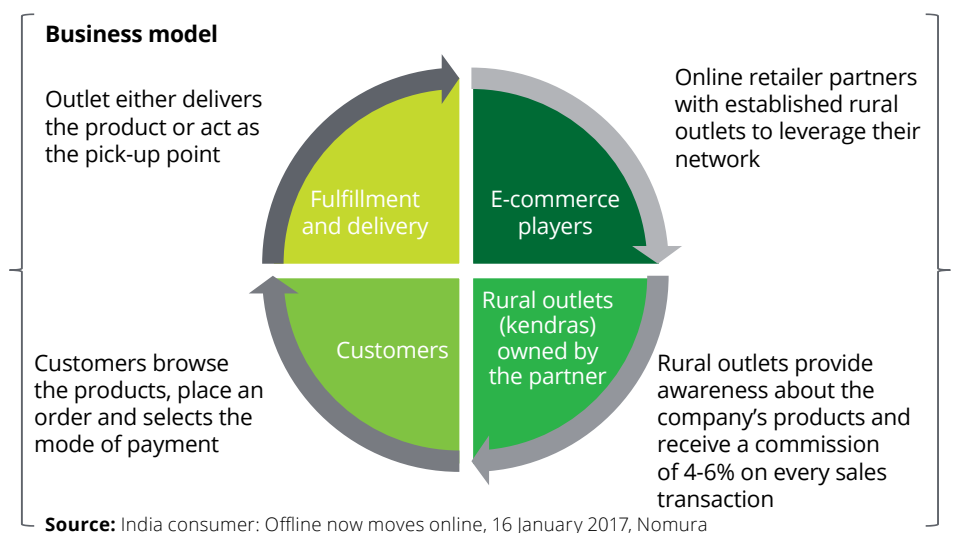 Business model
Outlet either delivers
the product or act as
the pick-up point
Online retailer partners
with established rural
outlets to leverage their
network
Fulfillment
and delivery
E-commerce
players
Customers
Rural outlets
(kendras)
owned by
the partner
Customers browse
the products, place an
order and selects the
mode of payment
Rural outlets provide
awareness about the
company’s products and
receive a commission
of 4-6% on every sales
transaction
Source: India consumer: Offline now moves online, 16 January 2017, Nomura